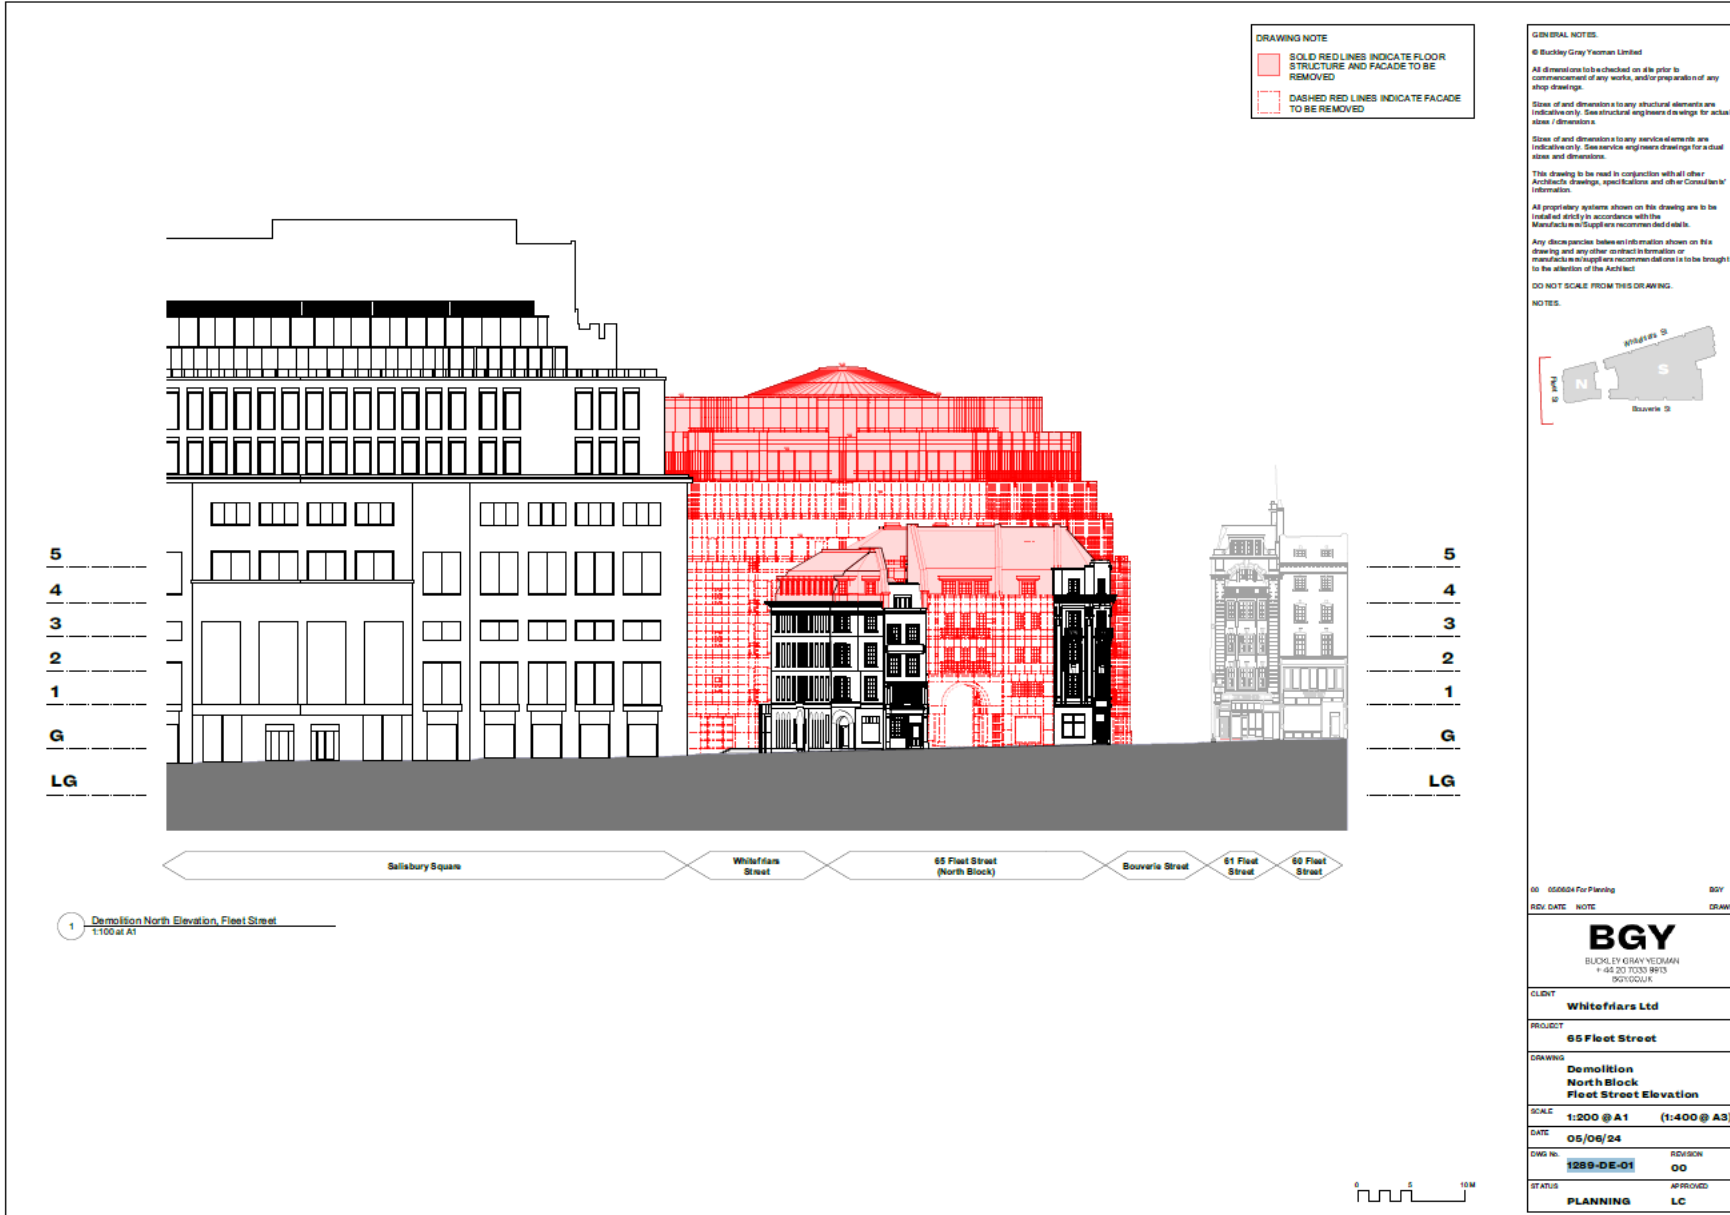 DRAWING NOTE
SOLID RED LINES INDICATE FLOOR
STRUCTURE AND FACADE TO BE
REMOVED
DASHED RED LINES INDICATE FACADE
TO BE REMOVED
GENERAL NOTES.
© Buckley Gray Yeoman Limited
All dimensions to be checked on site prior to
commencement of any works, and/or preparation of any
shop drawings.
Sizes of and dimensions to any structural elements are
indicative only. See structural engineers drawings for actual
sizes / dimensions
Sizes of and dimensions to any service elements are
indicative only. See service engineers drawings for actual
sizes and dimensions.
This drawing to be read in conjunction with all other
Architect's drawings, specifications and other Consultants'
information.
All proprietary systems shown on this drawing are to be
installed strictly in accordance with the
Manufacturers/Suppliers recommended details.
Any discrepancies between information shown on this
drawing and any other contract information or
manufacturers/suppliers recommendations is to be brought
to the attention of the Architect
DO NOT SCALE FROM THIS DRAWING.
NOTES.
Whitefriars St
Fleet St
N
S
Bouverie St
5
4
3
2
1
G
LG
5
4
3
2
1
G
LG
Salisbury Square
Whitefriars
Street
65 Fleet Street
(North Block)
Bouverie Street
61 Fleet
Street
60 Fleet
Street
1
Demolition North Elevation, Fleet Street
1:100 at A1
00 05/06/24 For Planning BGY
REV. DATE NOTE DRAW
BGY
BUCKLEY GRAY YEOMAN
+ 44 20 7033 9913
BGY.CO.UK
CLIENT
Whitefriars Ltd
PROJECT
65 Fleet Street
DRAWING
Demolition
North Block
Fleet Street Elevation
SCALE
1:200 @ A1 (1:400 @ A3)
DATE
05/06/24
DWG No. REVISION
1289-DE-01 00
STATUS APPROVED
PLANNING LC
0 5 10M